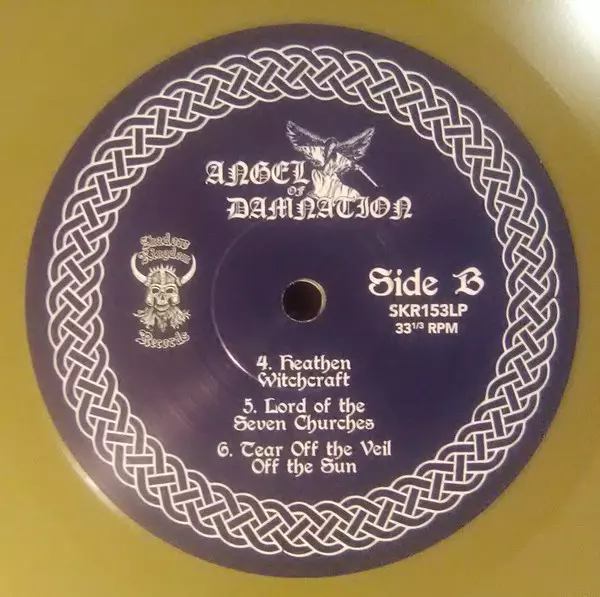 ANGEL
OF
DAMNATION
Shadow
Kingdom
Records
Side B
SKR153LP
33 1/3 RPM
4. Heathen
Witchcraft
5. Lord of the
Seven Churches
6. Tear Off the Veil
Off the Sun